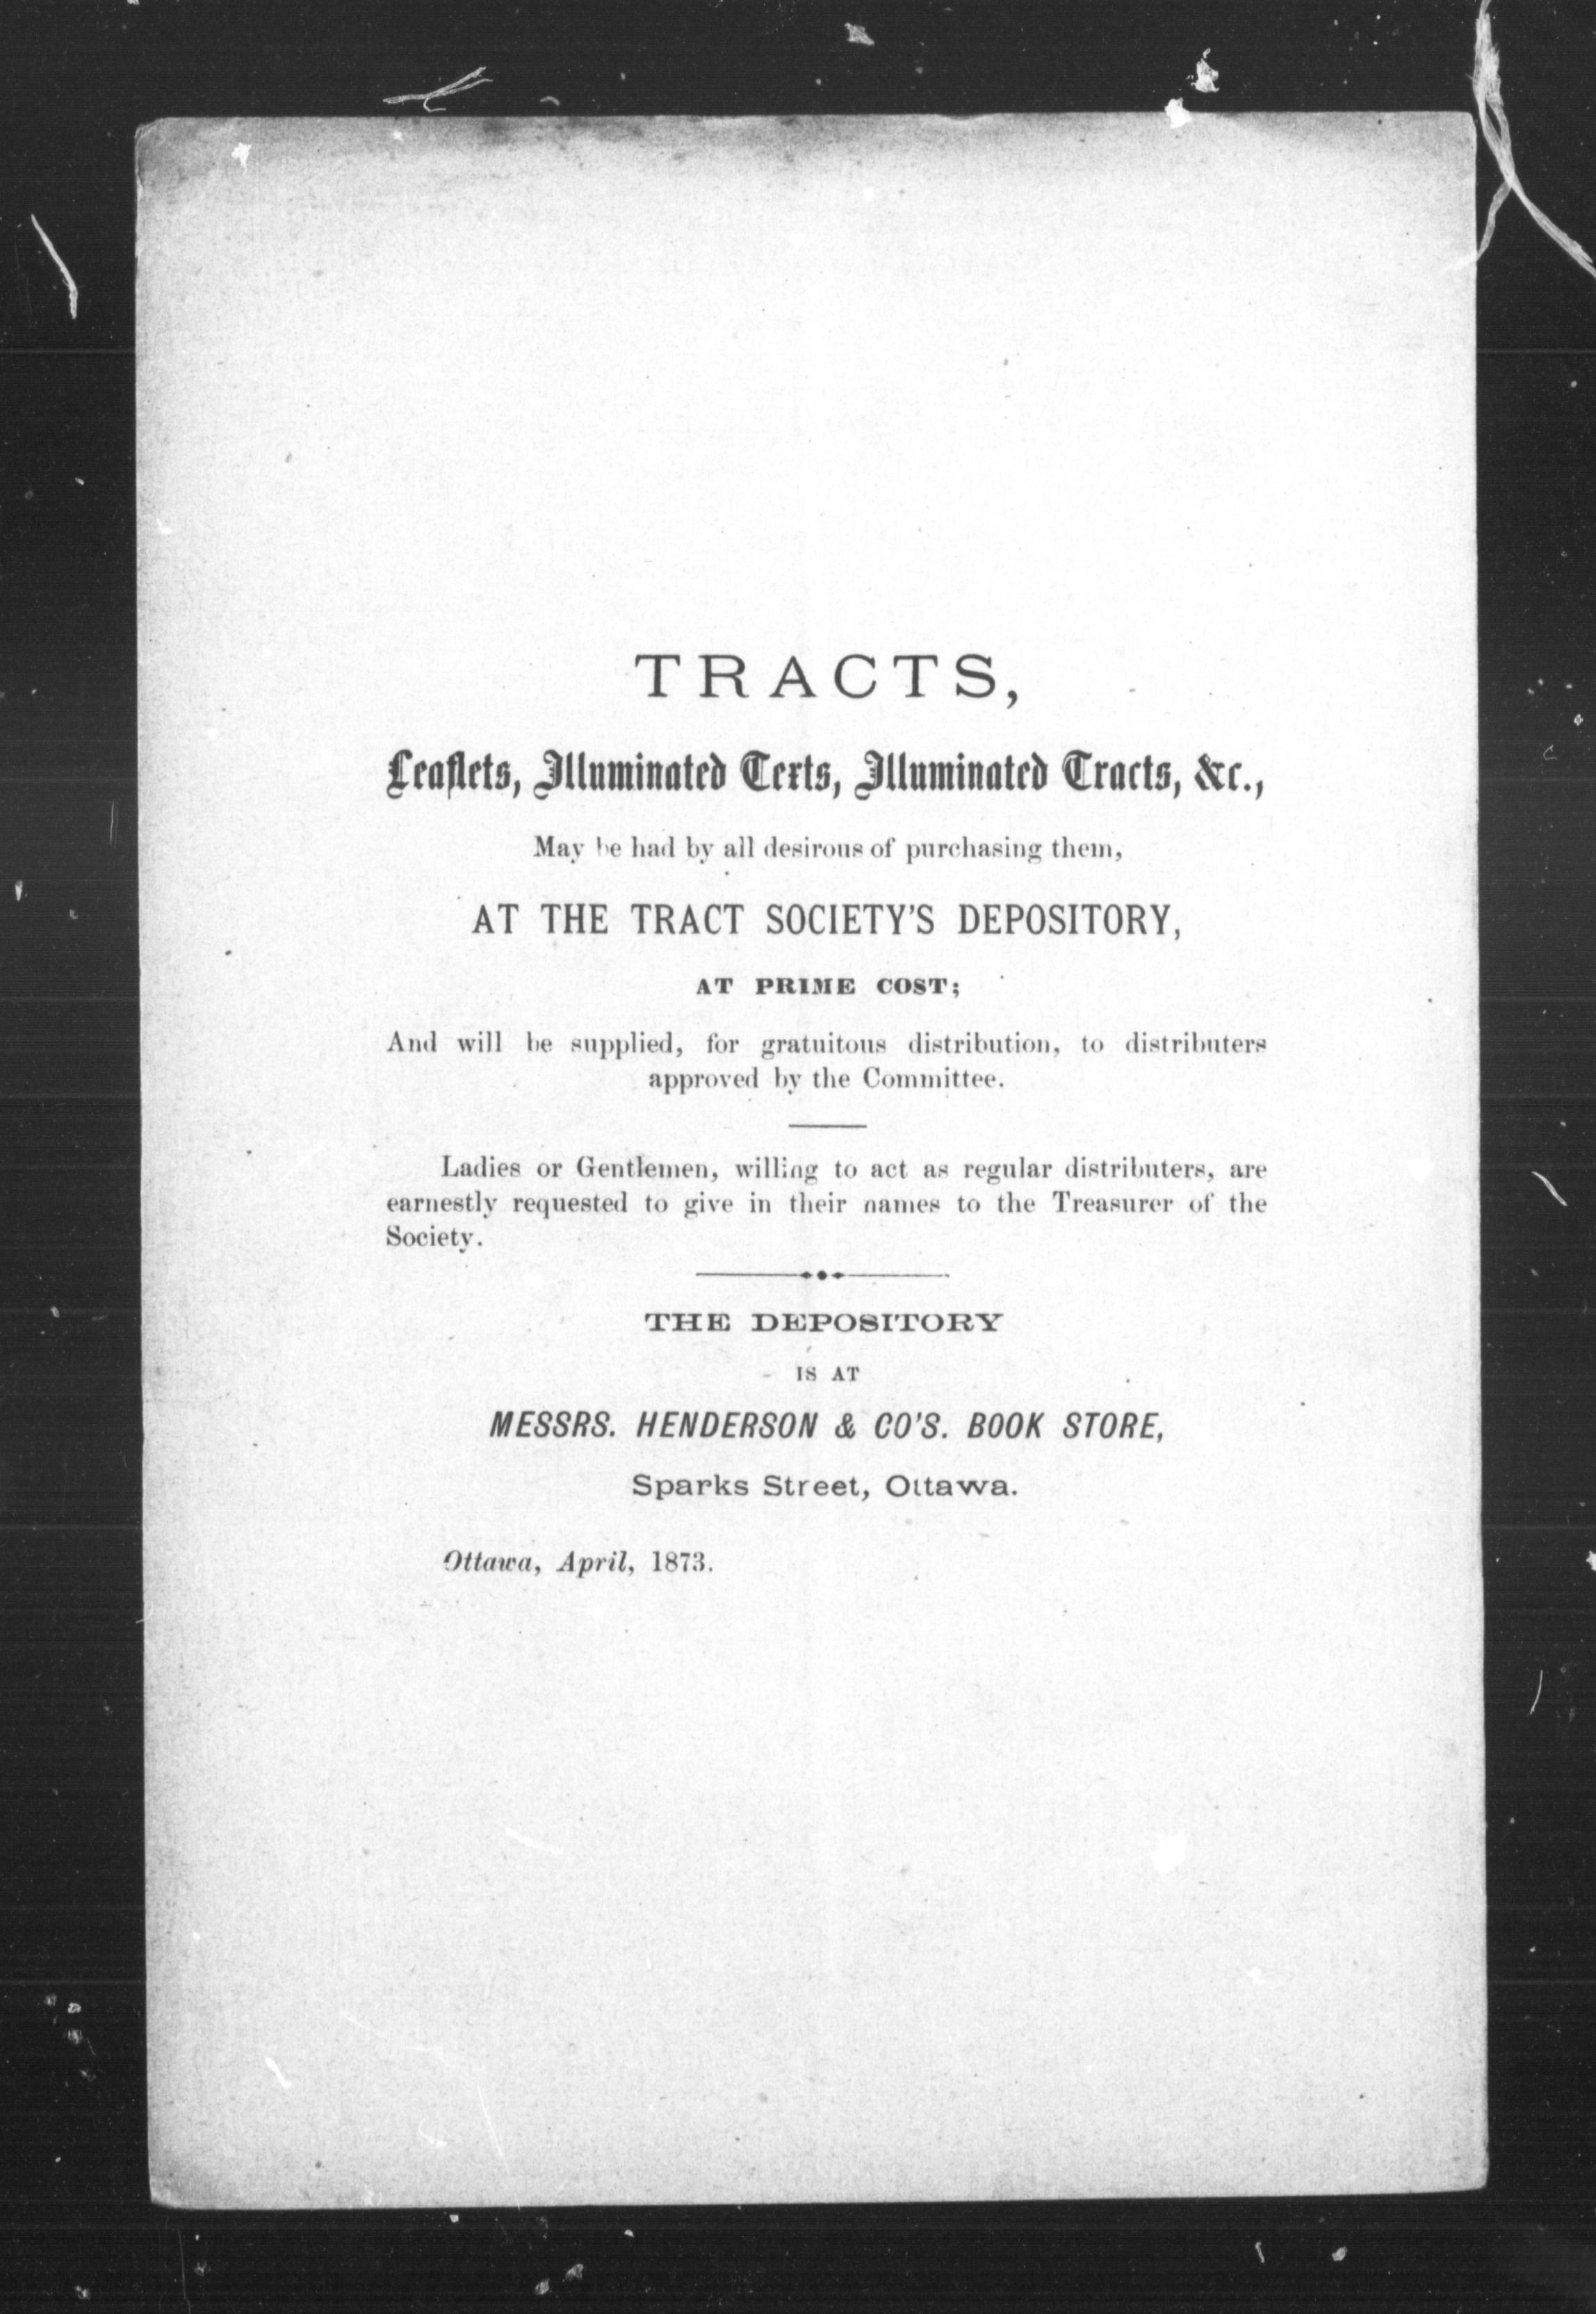 TRACTS,
Leaflets, Illuminated Texts, Illuminated Tracts, &c.,
May be had by all desirous of purchasing them,
AT THE TRACT SOCIETY'S DEPOSITORY,
AT PRIME COST;
And will be supplied, for gratuitous distribution, to distributers
approved by the Committee.
Ladies or Gentlemen, willing to act as regular distributers, are
earnestly requested to give in their names to the Treasurer of the
Society.
THE DEPOSITORY
IS AT
MESSRS. HENDERSON & CO'S. BOOK STORE,
Sparks Street, Ottawa.
Ottawa, April, 1873.